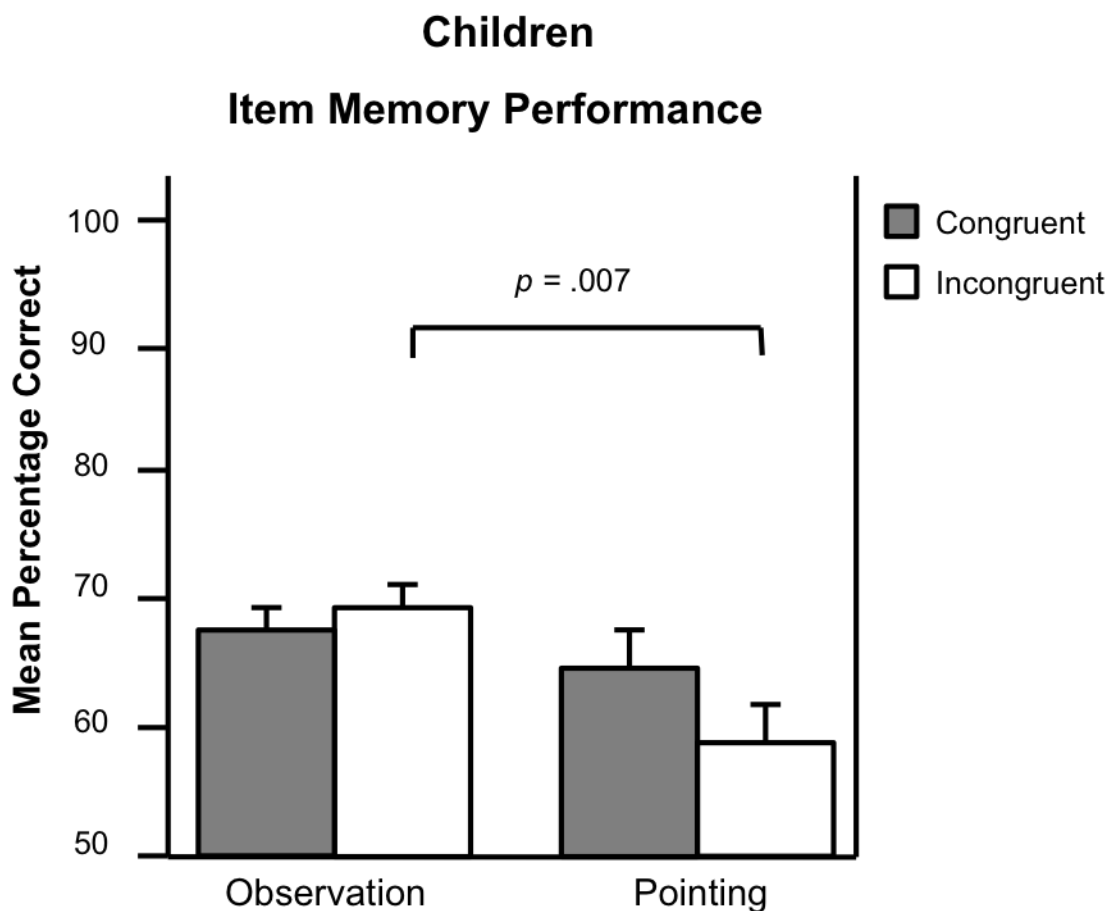 Children
Item Memory Performance
Mean Percentage Correct
100
90
80
70
60
50
p = .007
Congruent
Incongruent
Observation
Pointing